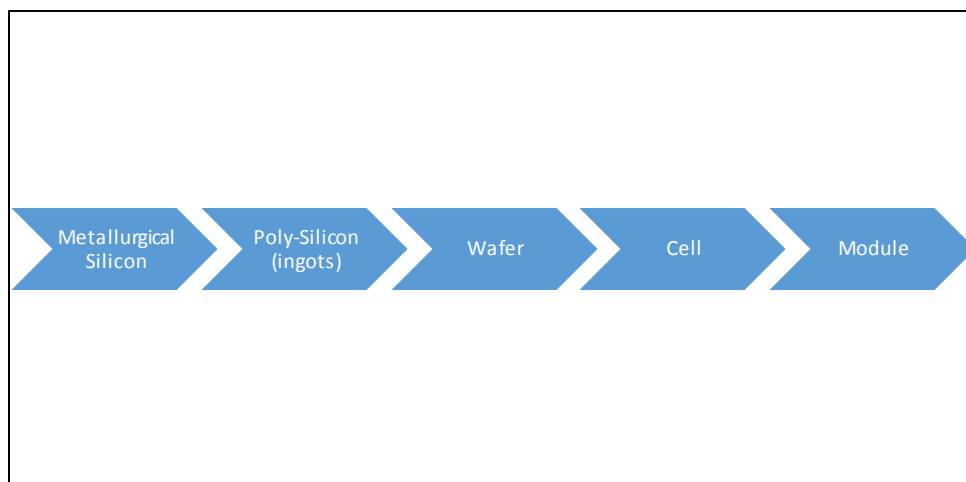 Metallurgical
Silicon
Poly-Silicon
(ingots)
Wafer
Cell
Module